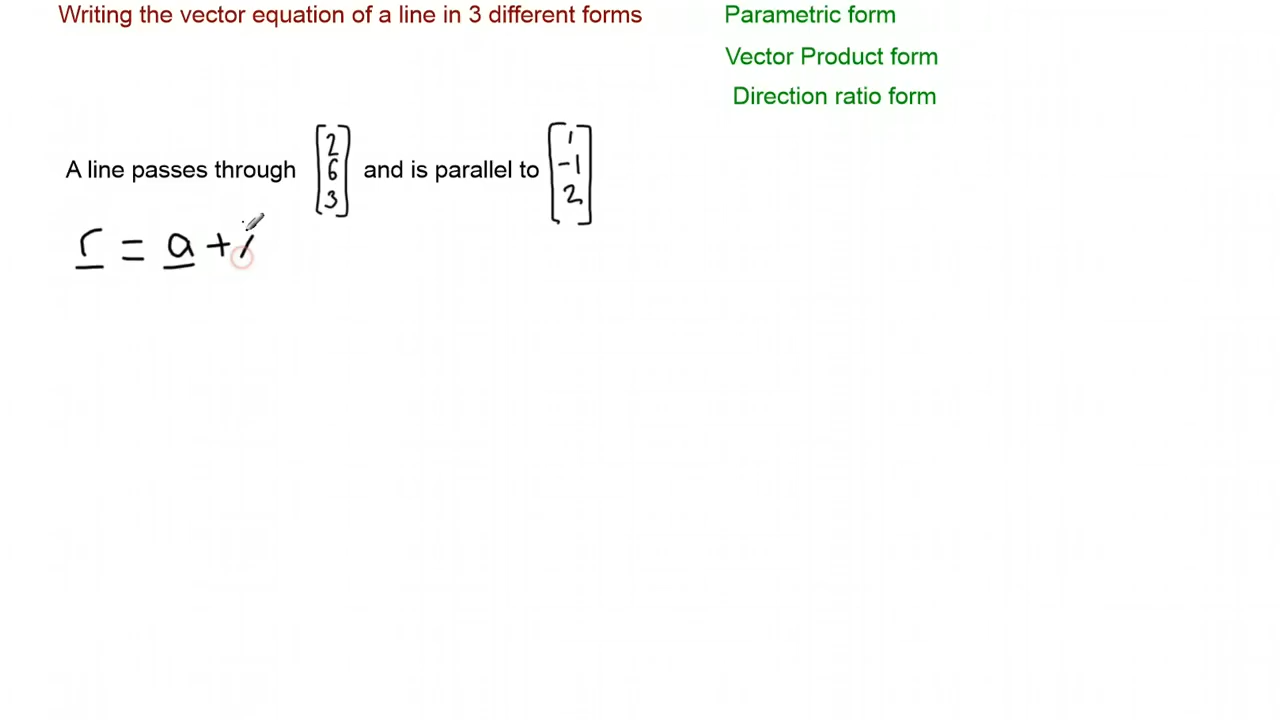 Writing the vector equation of a line in 3 different forms
Parametric form
Vector Product form
Direction ratio form
A line passes through [2 6 3] and is parallel to [1 -1 2]
r = a +